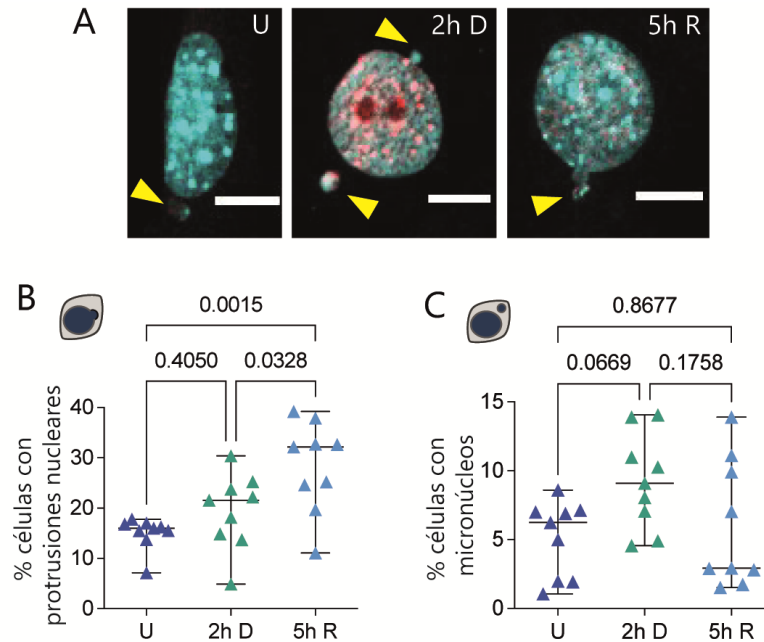 A
U
2h D
5h R
B
0.0015
0.4050
0.0328
% células con
protrusiones nucleares
40
30
20
10
0
U
2h D
5h R
C
0.8677
0.0669
0.1758
% células con
micronúcleos
15
10
5
0
U
2h D
5h R